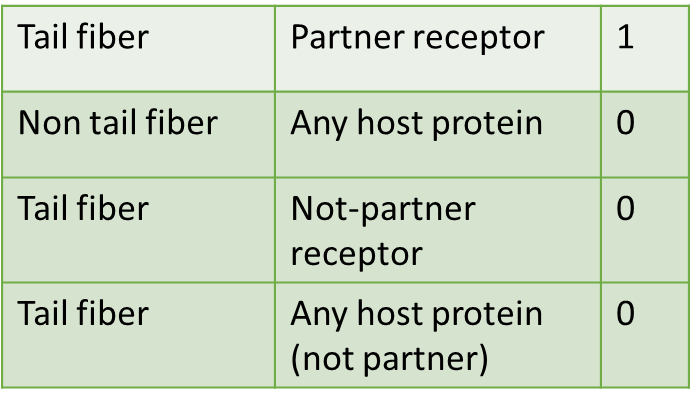 Tail fiber Partner receptor 1
Non tail fiber Any host protein 0
Tail fiber Not-partner 0
receptor
Tail fiber Any host protein 0
(not partner)